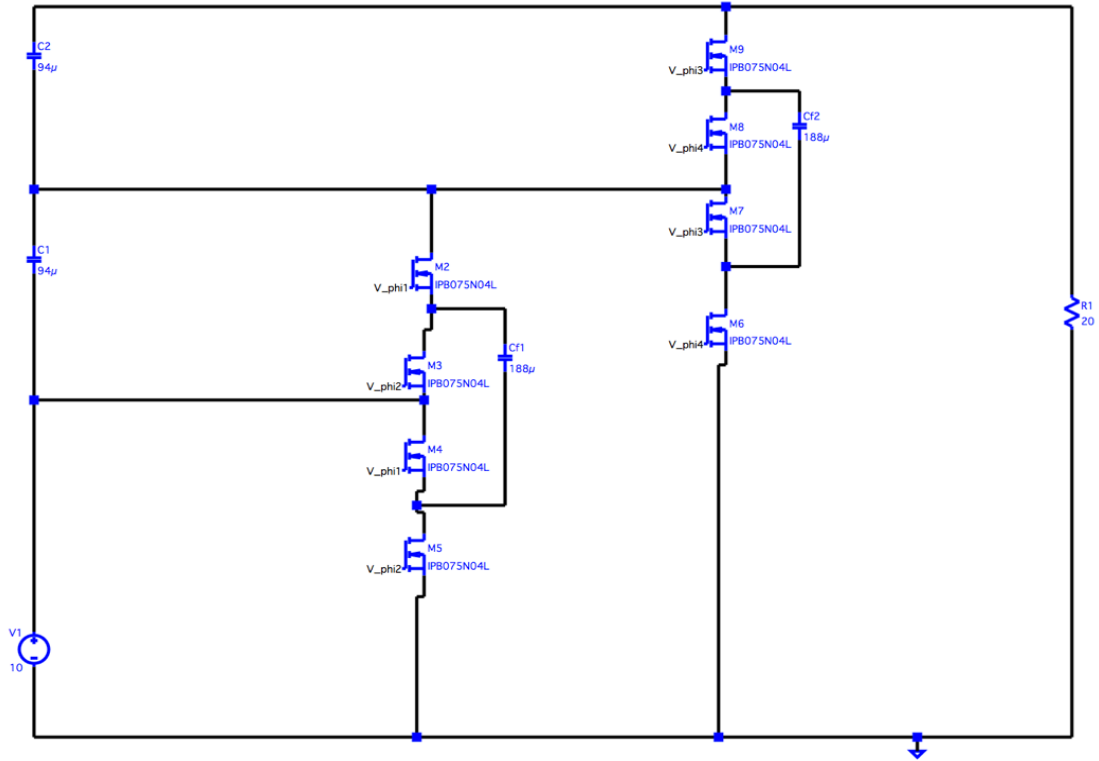 C2
94µ
M9
IPB075N04L
V_phi3
M8
IPB075N04L
V_phi4
Cf2
188µ
M7
IPB075N04L
V_phi3
C1
94µ
M2
IPB075N04L
V_phi1
M6
IPB075N04L
V_phi4
R1
20
Cf1
188µ
M3
IPB075N04L
V_phi2
M4
IPB075N04L
V_phi1
M5
IPB075N04L
V_phi2
V1
10